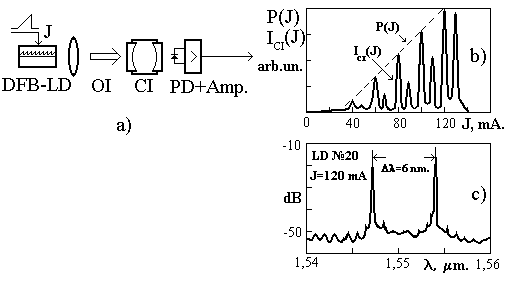 J
DFB-LD OI CI PD+Amp.
a)
P(J)
I_CI(J)
arb.un.
P(J)
I_CI(J)
b)
0 40 80 120 J, mA.
-10
dB
-50
LD №20
J=120 mA
Δλ=6 nm.
c)
1,54 1,55 λ, μm. 1,56